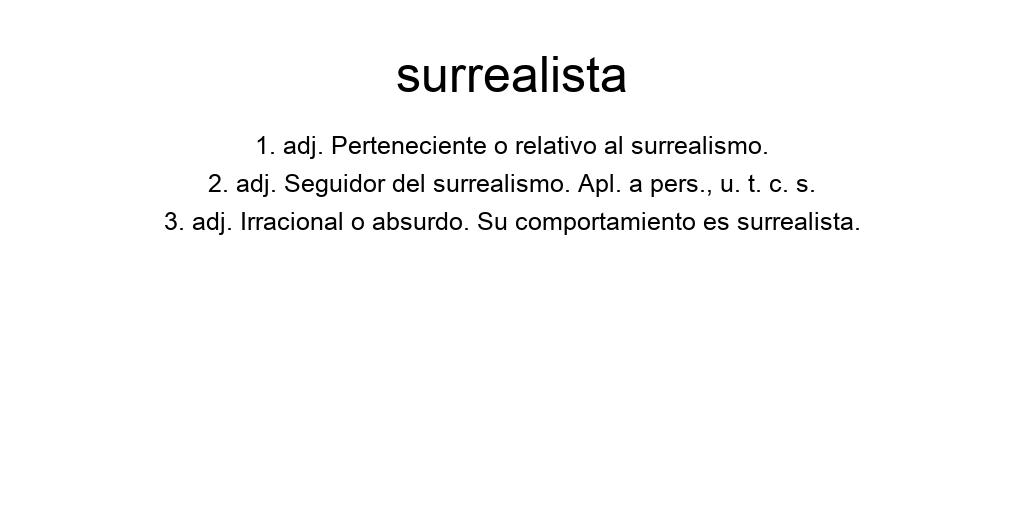 surrealista
1. adj. Perteneciente o relativo al surrealismo.
2. adj. Seguidor del surrealismo. Apl. a pers., u. t. c. s.
3. adj. Irracional o absurdo. Su comportamiento es surrealista.